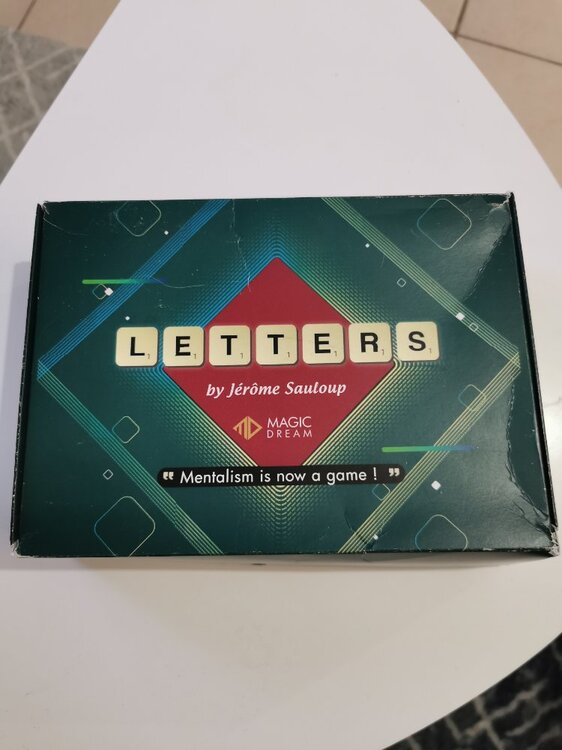 LETTERS
by Jérôme Sauloup
MAGIC
DREAM
"Mentalism is now a game ! "